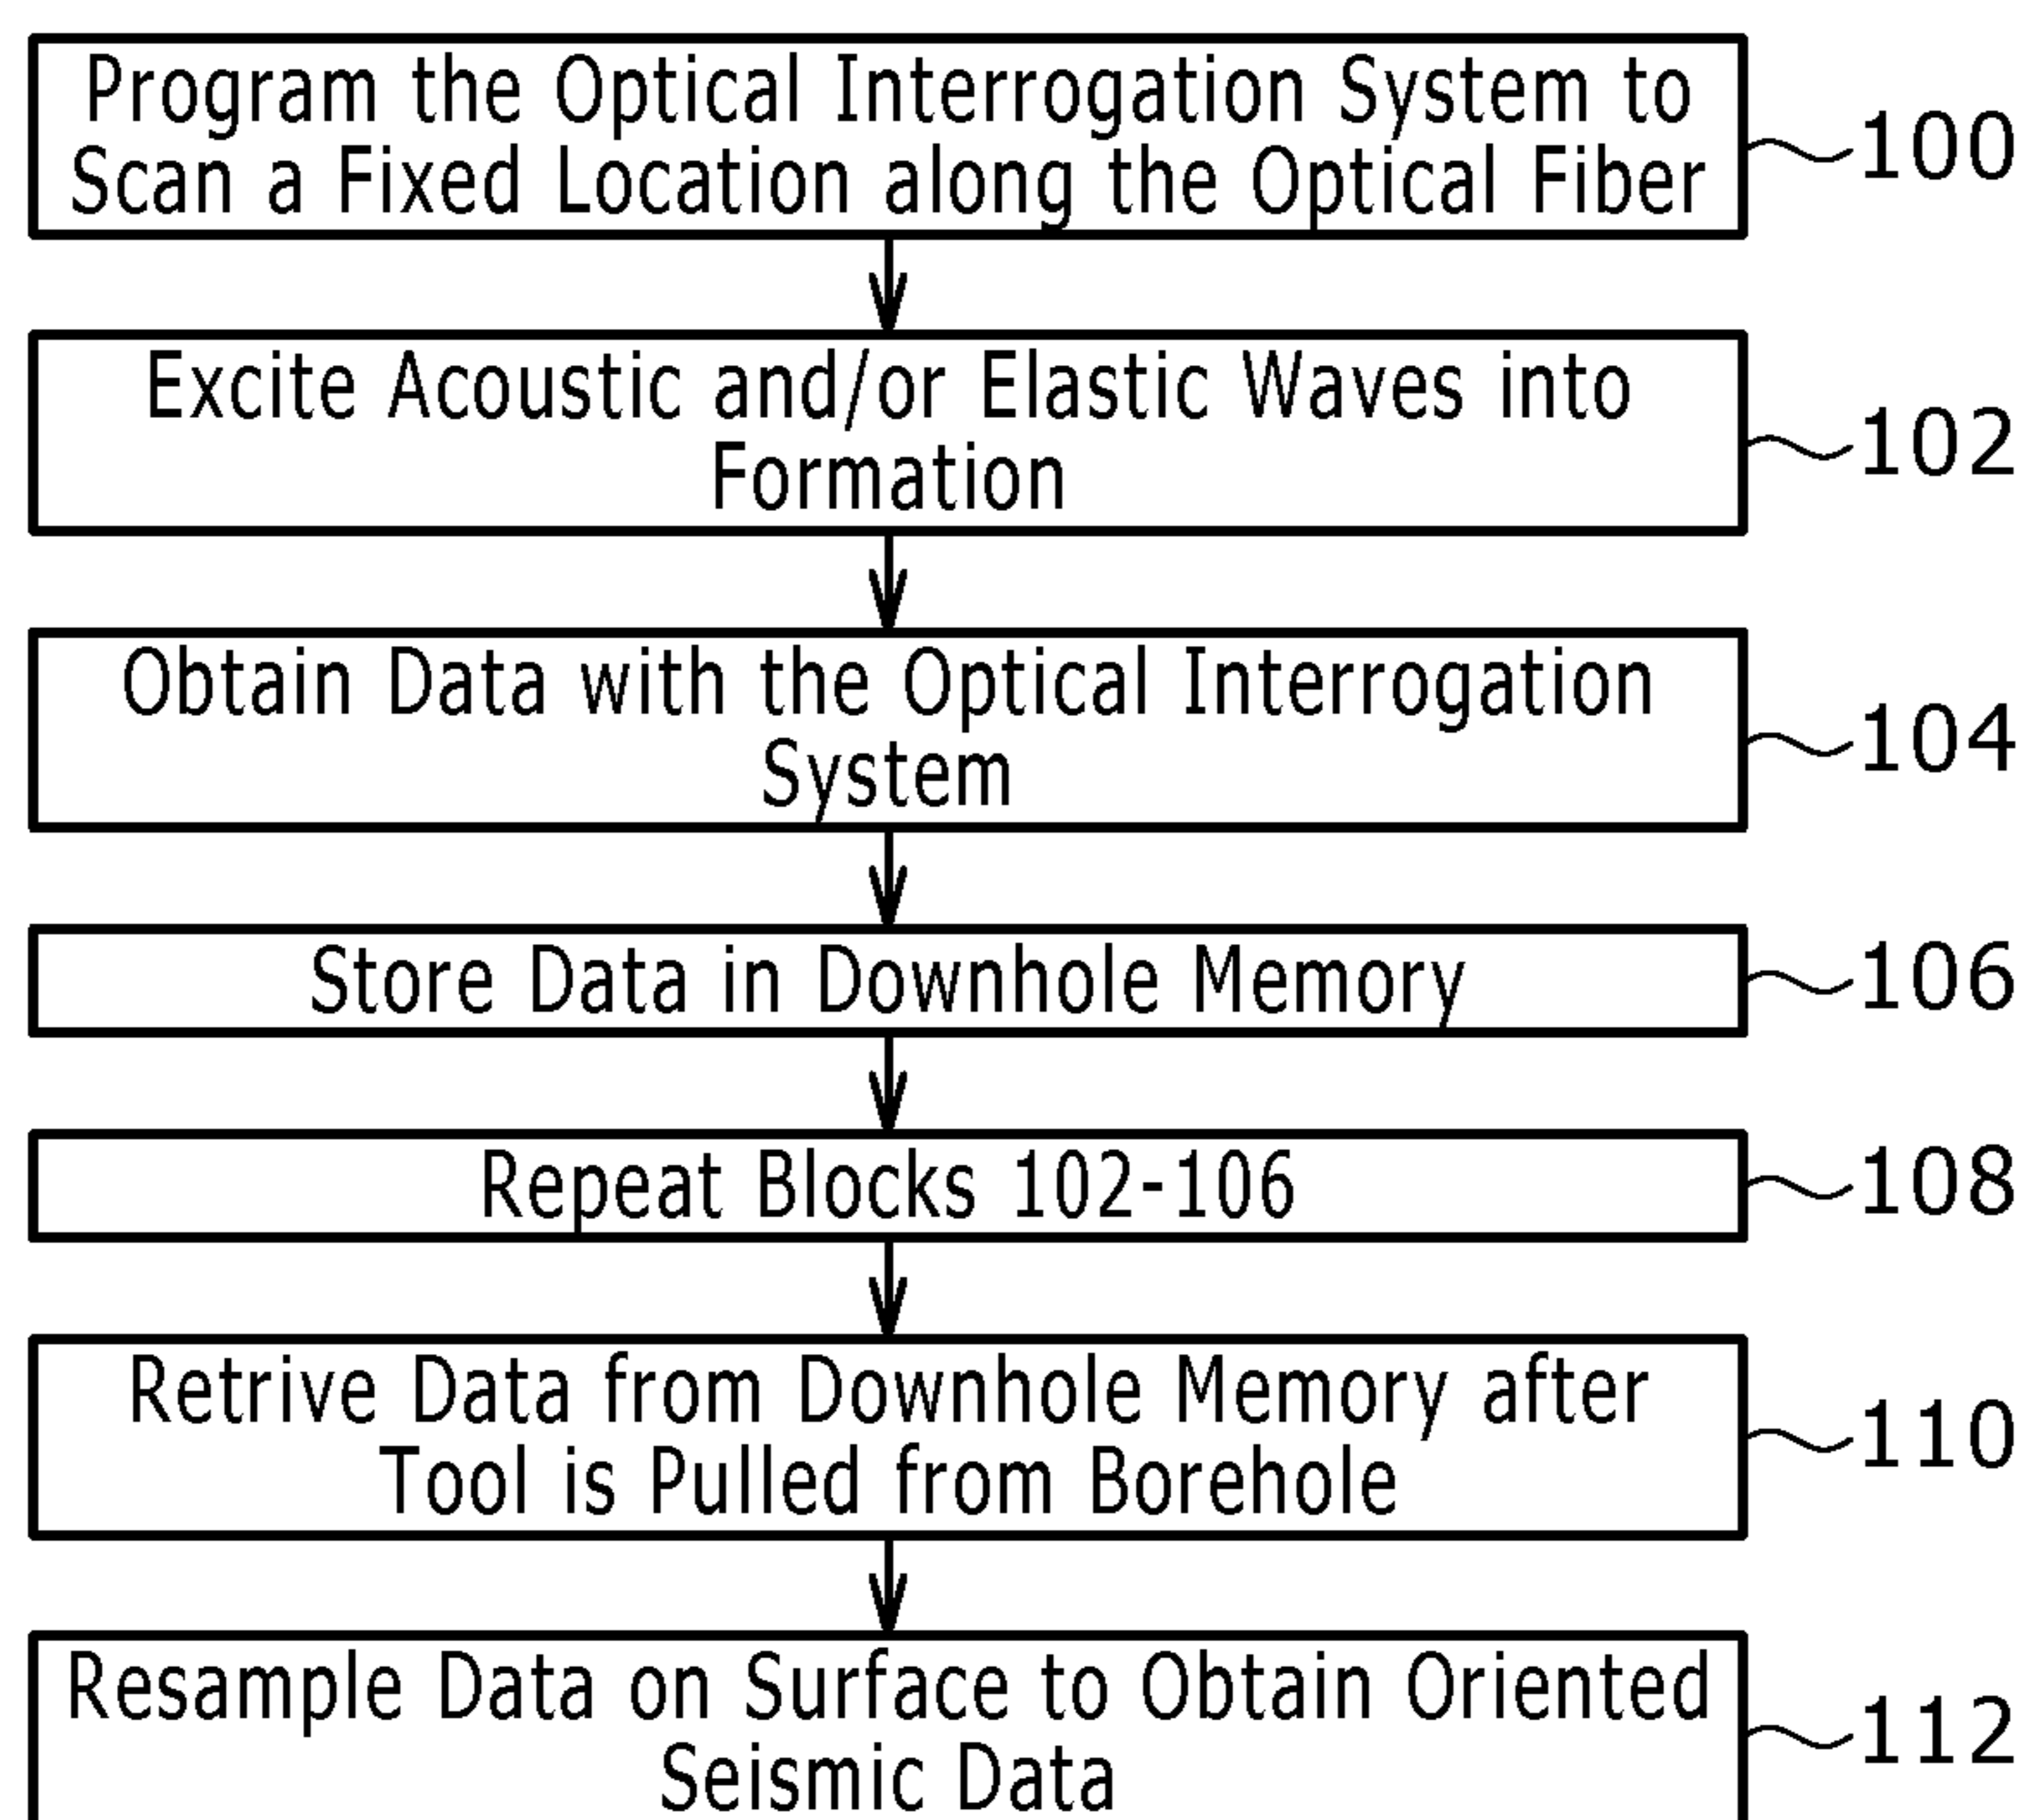 Program the Optical Interrogation System to
Scan a Fixed Location along the Optical Fiber
100
Excite Acoustic and/or Elastic Waves into
Formation
102
Obtain Data with the Optical Interrogation
System
104
Store Data in Downhole Memory
106
Repeat Blocks 102-106
108
Retrive Data from Downhole Memory after
Tool is Pulled from Borehole
110
Resample Data on Surface to Obtain Oriented
Seismic Data
112